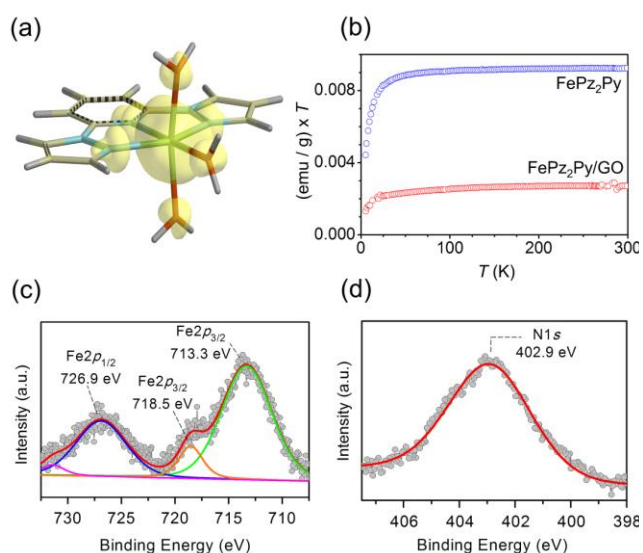 (a)
(b)
(emu / g) x T
0.008
0.004
0.000
FePz₂Py
FePz₂Py/GO
0
100
200
300
T (K)
(c)
Intensity (a.u.)
Fe2p₁/₂
726.9 eV
Fe2p₃/₂
718.5 eV
Fe2p₃/₂
713.3 eV
730
725
720
715
710
Binding Energy (eV)
(d)
Intensity (a.u.)
N1s
402.9 eV
406
404
402
400
398
Binding Energy (eV)